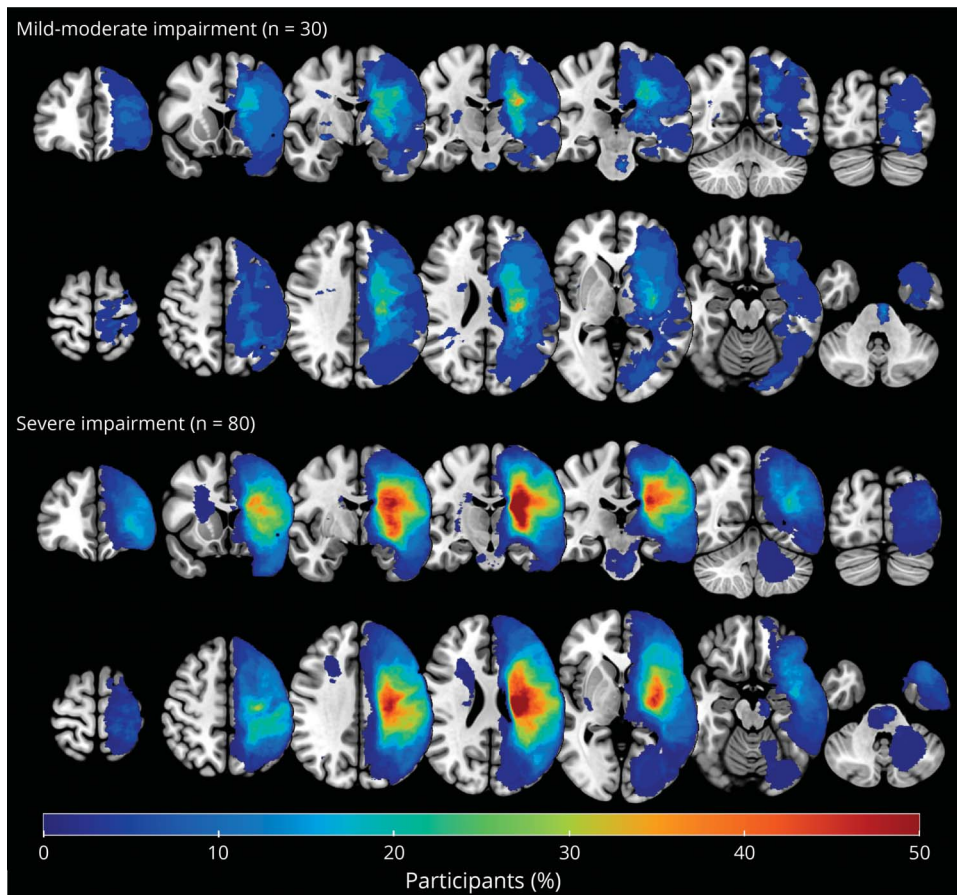 Mild-moderate impairment (n = 30)
Severe impairment (n = 80)
0 10 20 30 40 50
Participants (%)